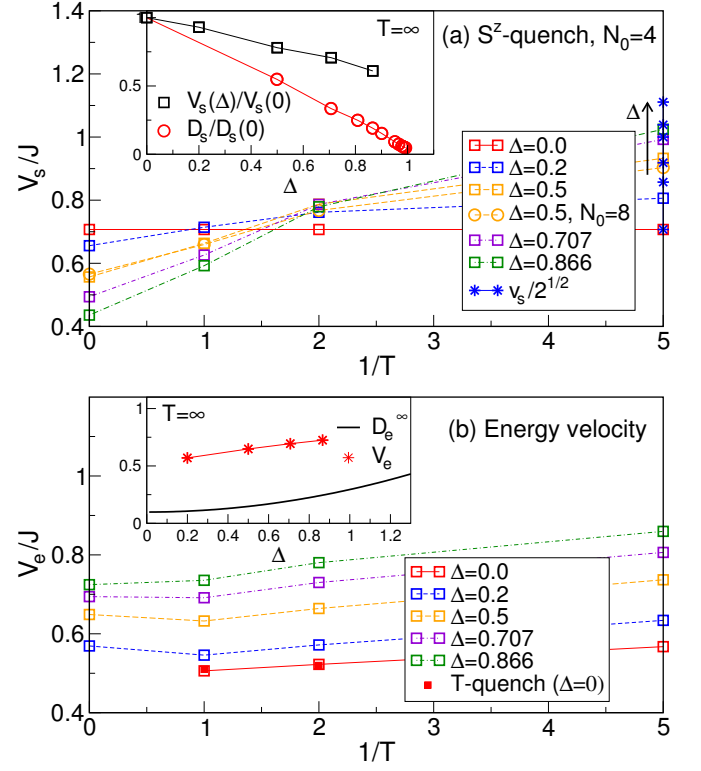 (a) S^z-quench, N_0=4
T=∞
1
0.5
0
V_s(Δ)/V_s(0)
D_s/D_s(0)
0 0.2 0.4 0.6 0.8 1
Δ
V_s/J
1.4
1.2
1
0.8
0.6
0.4
Δ
Δ=0.0
Δ=0.2
Δ=0.5
Δ=0.5, N_0=8
Δ=0.707
Δ=0.866
v_s/2^{1/2}
0 1 2 3 4 5
1/T
(b) Energy velocity
T=∞
1
0.5
0
D_e^∞
V_e
0 0.2 0.4 0.6 0.8 1 1.2
Δ
V_e/J
1
0.8
0.6
0.4
Δ=0.0
Δ=0.2
Δ=0.5
Δ=0.707
Δ=0.866
T-quench (Δ=0)
0 1 2 3 4 5
1/T